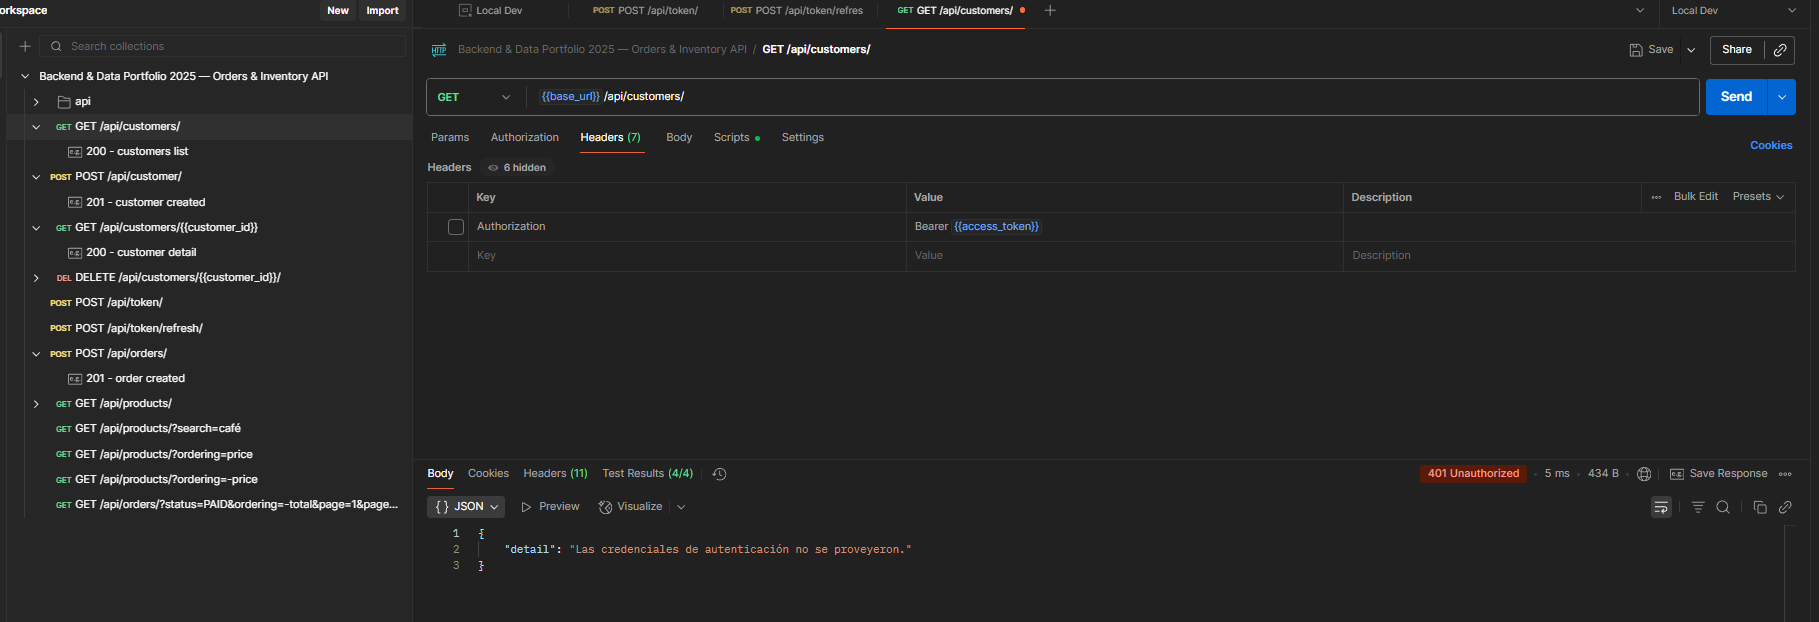 orkspace
New Import
Search collections
Backend & Data Portfolio 2025 — Orders & Inventory API
api
GET GET /api/customers/
e.g. 200 - customers list
POST POST /api/customer/
e.g. 201 - customer created
GET GET /api/customers/{{customer_id}}
e.g. 200 - customer detail
DEL DELETE /api/customers/{{customer_id}}/
POST POST /api/token/
POST POST /api/token/refresh/
POST POST /api/orders/
e.g. 201 - order created
GET GET /api/products/
GET GET /api/products/?search=café
GET GET /api/products/?ordering=price
GET GET /api/products/?ordering=-price
GET GET /api/orders/?status=PAID&ordering=-total&page=1&page...
Local Dev POST POST /api/token/ POST POST /api/token/refres GET GET /api/customers/ Local Dev
HTTP Backend & Data Portfolio 2025 — Orders & Inventory API / GET /api/customers/ Save Share
GET {{base_url}} /api/customers/ Send
Params Authorization Headers (7) Body Scripts Settings
Cookies
Headers 6 hidden
Key Value Description Bulk Edit Presets
Authorization Bearer {{access_token}}
Key Value Description
Body Cookies Headers (11) Test Results (4/4) 401 Unauthorized 5 ms 434 B e.g. Save Response
{} JSON Preview Visualize
1 {
2 "detail": "Las credenciales de autenticación no se proveyeron."
3 }